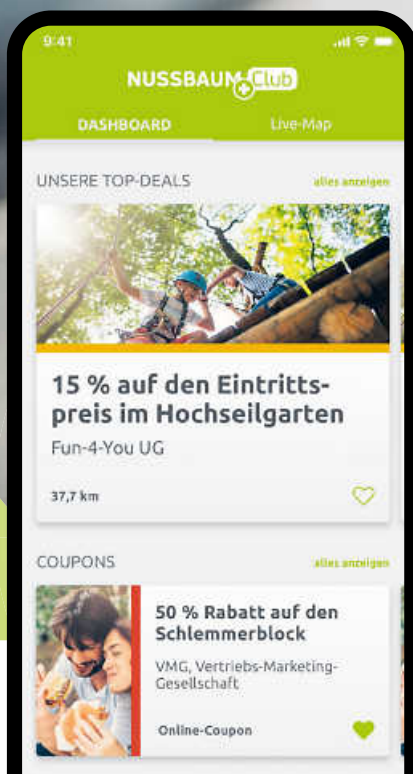 9:41
NUSSBAUM Club
DASHBOARD Live-Map
UNSERE TOP-DEALS alles anzeigen
15 % auf den Eintritts-
preis im Hochseilgarten
Fun-4-You UG
37,7 km
COUPONS alles anzeigen
50 % Rabatt auf den
Schlemmerblock
VMG, Vertriebs-Marketing-
Gesellschaft
Online-Coupon